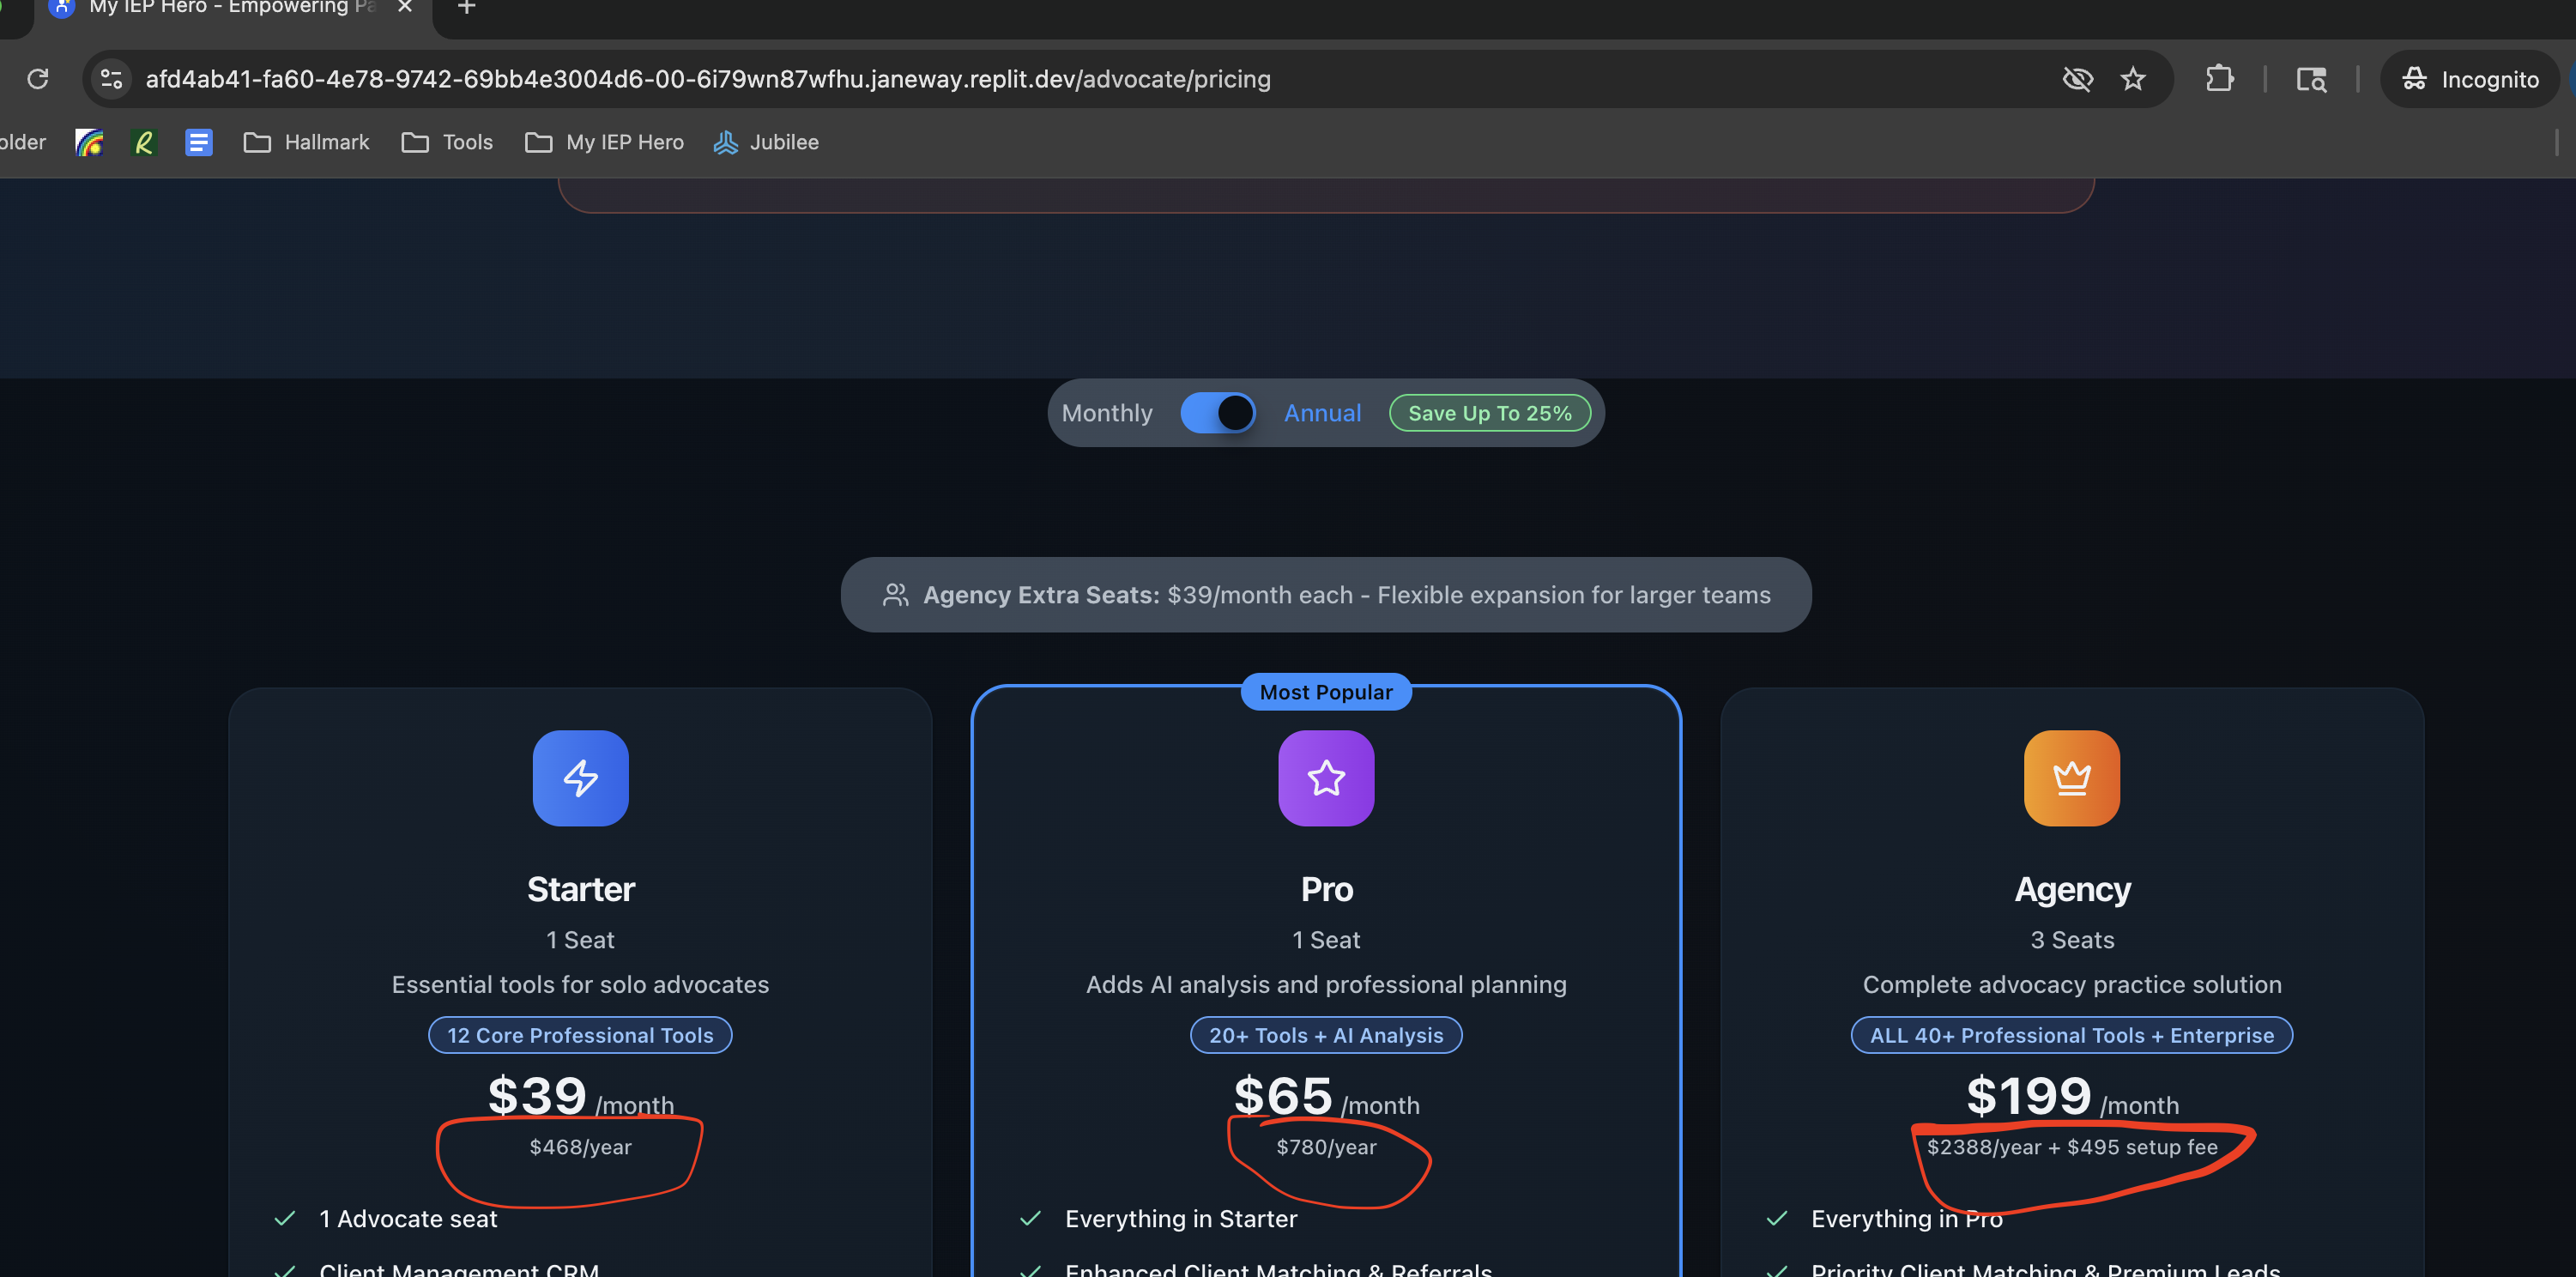 My IEP Hero - Empowering Pa
afd4ab41-fa60-4e78-9742-69bb4e3004d6-00-6i79wn87wfhu.janeway.replit.dev/advocate/pricing
Incognito
older
Hallmark
Tools
My IEP Hero
Jubilee
Monthly
Annual
Save Up To 25%
Agency Extra Seats: $39/month each - Flexible expansion for larger teams
Most Popular
Starter
1 Seat
Essential tools for solo advocates
12 Core Professional Tools
$39 /month
$468/year
1 Advocate seat
Client Management CRM
Pro
1 Seat
Adds AI analysis and professional planning
20+ Tools + AI Analysis
$65 /month
$780/year
Everything in Starter
Enhanced Client Matching & Referrals
Agency
3 Seats
Complete advocacy practice solution
ALL 40+ Professional Tools + Enterprise
$199 /month
$2388/year + $495 setup fee
Everything in Pro
Priority Client Matching & Premium Leads